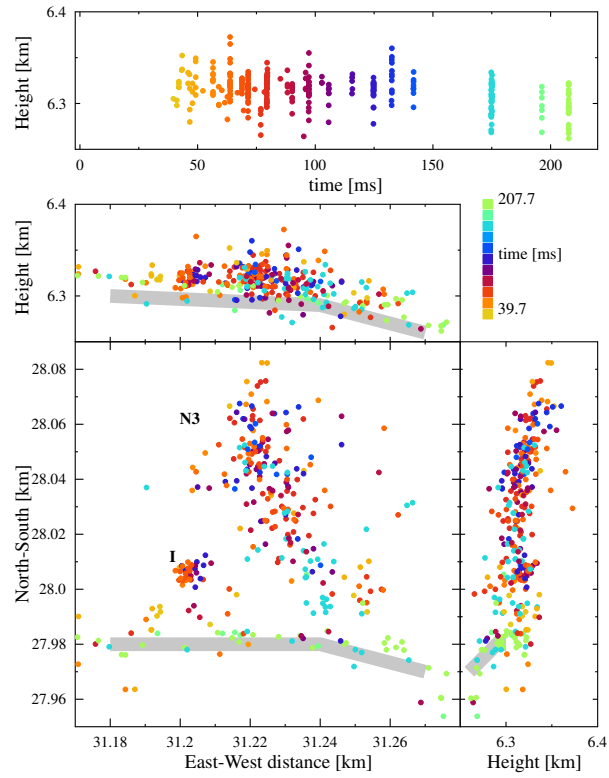 6.4
6.3
Height [km]
0 50 100 150 200
time [ms]
6.4
6.3
Height [km]
207.7
time [ms]
39.7
28.08
28.06
28.04
28.02
28.0
27.98
27.96
North-South [km]
N3
I
31.18 31.2 31.22 31.24 31.26
East-West distance [km]
6.3 6.4
Height [km]